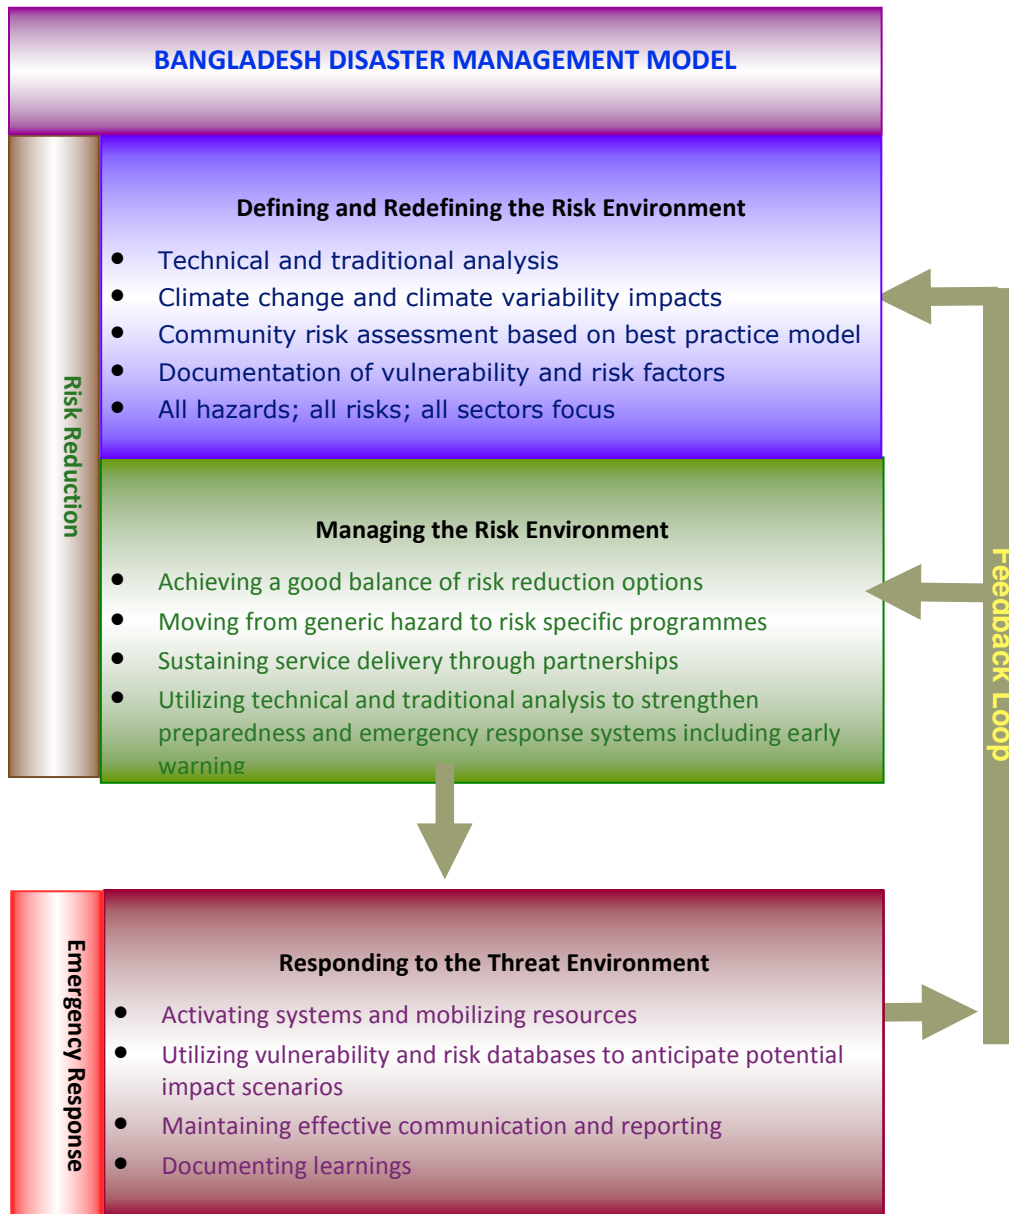 BANGLADESH DISASTER MANAGEMENT MODEL
Risk Reduction
Defining and Redefining the Risk Environment
• Technical and traditional analysis
• Climate change and climate variability impacts
• Community risk assessment based on best practice model
• Documentation of vulnerability and risk factors
• All hazards; all risks; all sectors focus
Managing the Risk Environment
• Achieving a good balance of risk reduction options
• Moving from generic hazard to risk specific programmes
• Sustaining service delivery through partnerships
• Utilizing technical and traditional analysis to strengthen
preparedness and emergency response systems including early
warning
Feedback Loop
Emergency Response
Responding to the Threat Environment
• Activating systems and mobilizing resources
• Utilizing vulnerability and risk databases to anticipate potential
impact scenarios
• Maintaining effective communication and reporting
• Documenting learnings